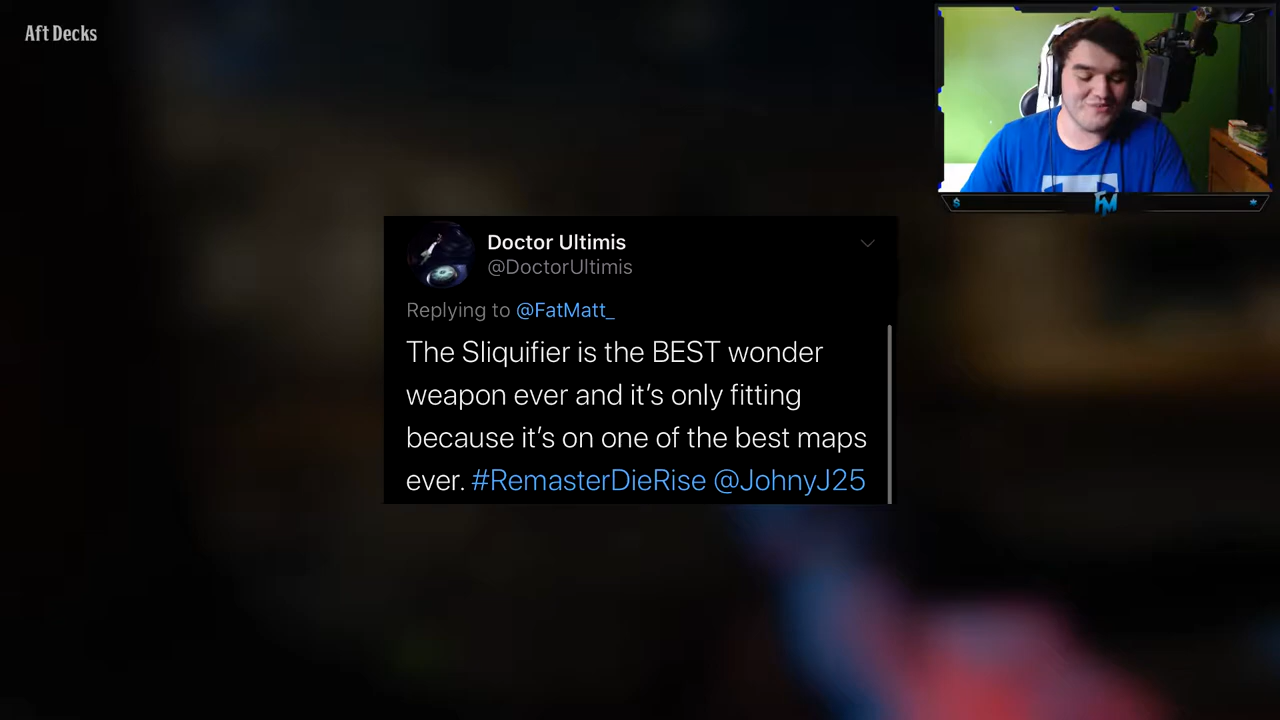 Aft Decks
Doctor Ultimis
@DoctorUltimis
Replying to @FatMatt_
The Sliquifier is the BEST wonder
weapon ever and it’s only fitting
because it’s on one of the best maps
ever. #RemasterDieRise @JohnyJ25
$
FM
*